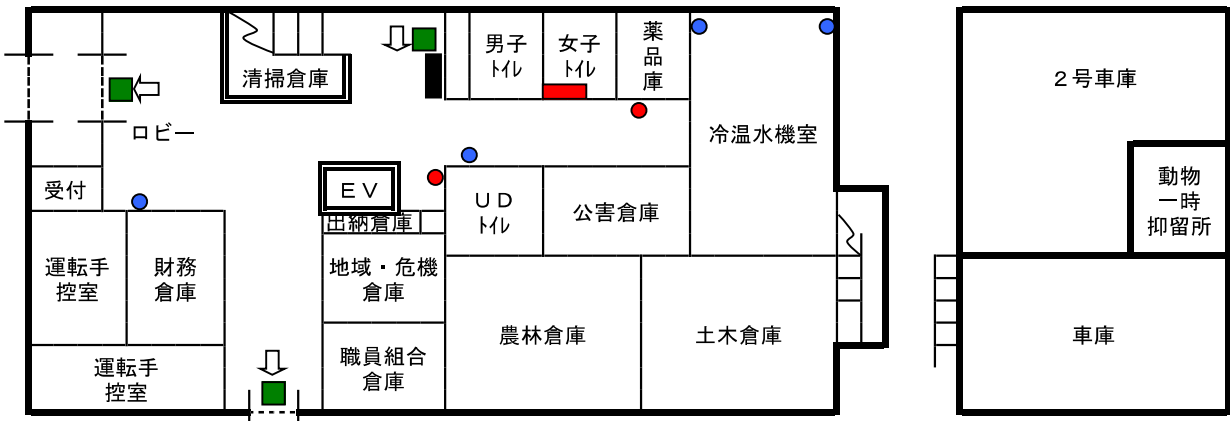 男子
ﾄｲﾚ
女子
ﾄｲﾚ
薬
品
庫
清掃倉庫
２号車庫
ロビー
冷温水機室
受付
ＥＶ
ＵＤ
ﾄｲﾚ
公害倉庫
動物
一時
抑留所
出納倉庫
運転手
控室
財務
倉庫
地域・危機
倉庫
農林倉庫
土木倉庫
車庫
運転手
控室
職員組合
倉庫